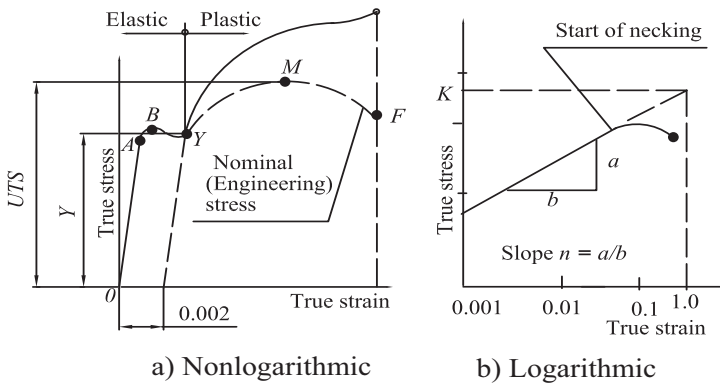 Elastic Plastic
M
B
A
Y
F
UTS
Y
True stress
Nominal
(Engineering)
stress
0
True strain
0.002
a) Nonlogarithmic
Start of necking
K
True stress
a
b
Slope n = a/b
0.001
0.01
0.1
1.0
True strain
b) Logarithmic